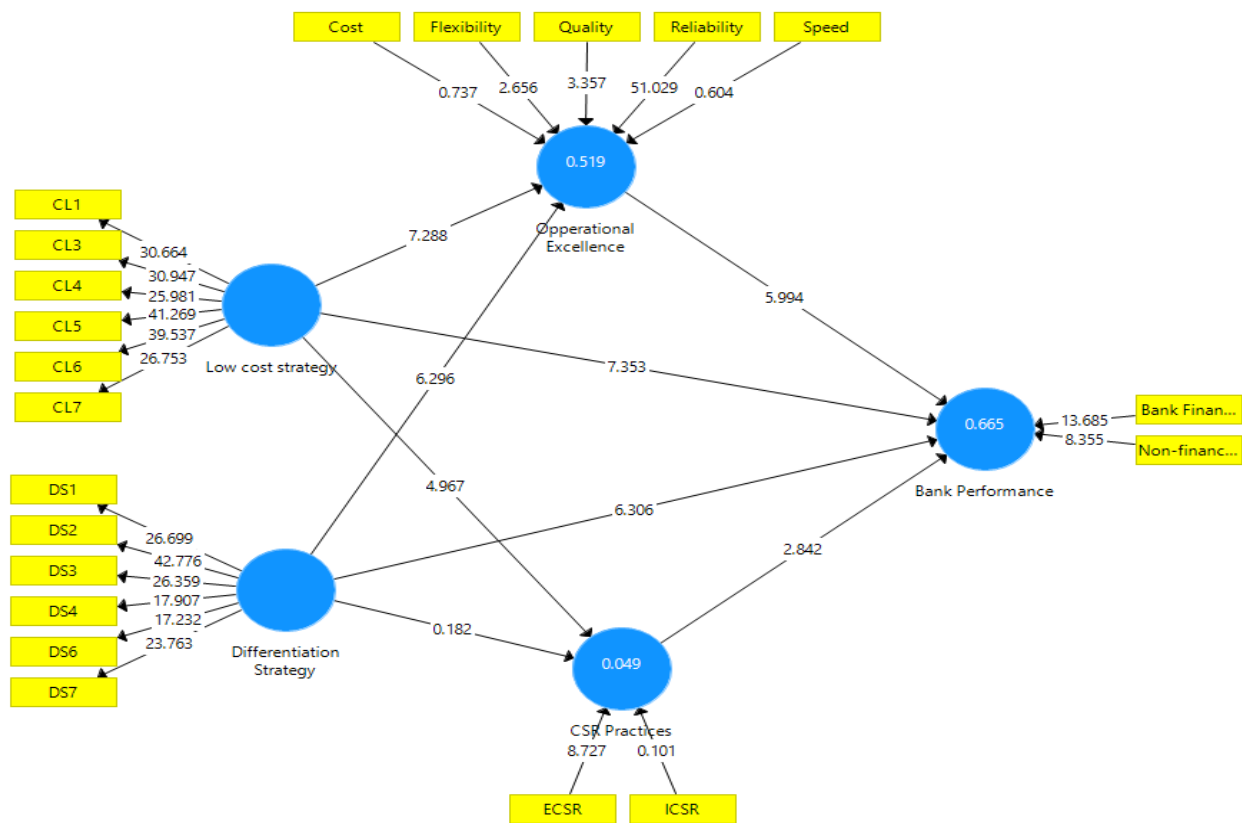 Cost
Flexibility
Quality
Reliability
Speed
0.737
2.656
3.357
51.029
0.604
0.519
Opperational
Excellence
CL1
CL3
CL4
CL5
CL6
CL7
30.664
30.947
25.981
41.269
39.537
26.753
Low cost strategy
7.288
5.994
7.353
6.296
4.967
0.665
Bank Performance
13.685
8.355
Bank Finan...
Non-financ...
DS1
DS2
DS3
DS4
DS6
DS7
26.699
42.776
26.359
17.907
17.232
23.763
Differentiation
Strategy
6.306
2.842
0.182
0.049
CSR Practices
8.727
0.101
ECSR
ICSR